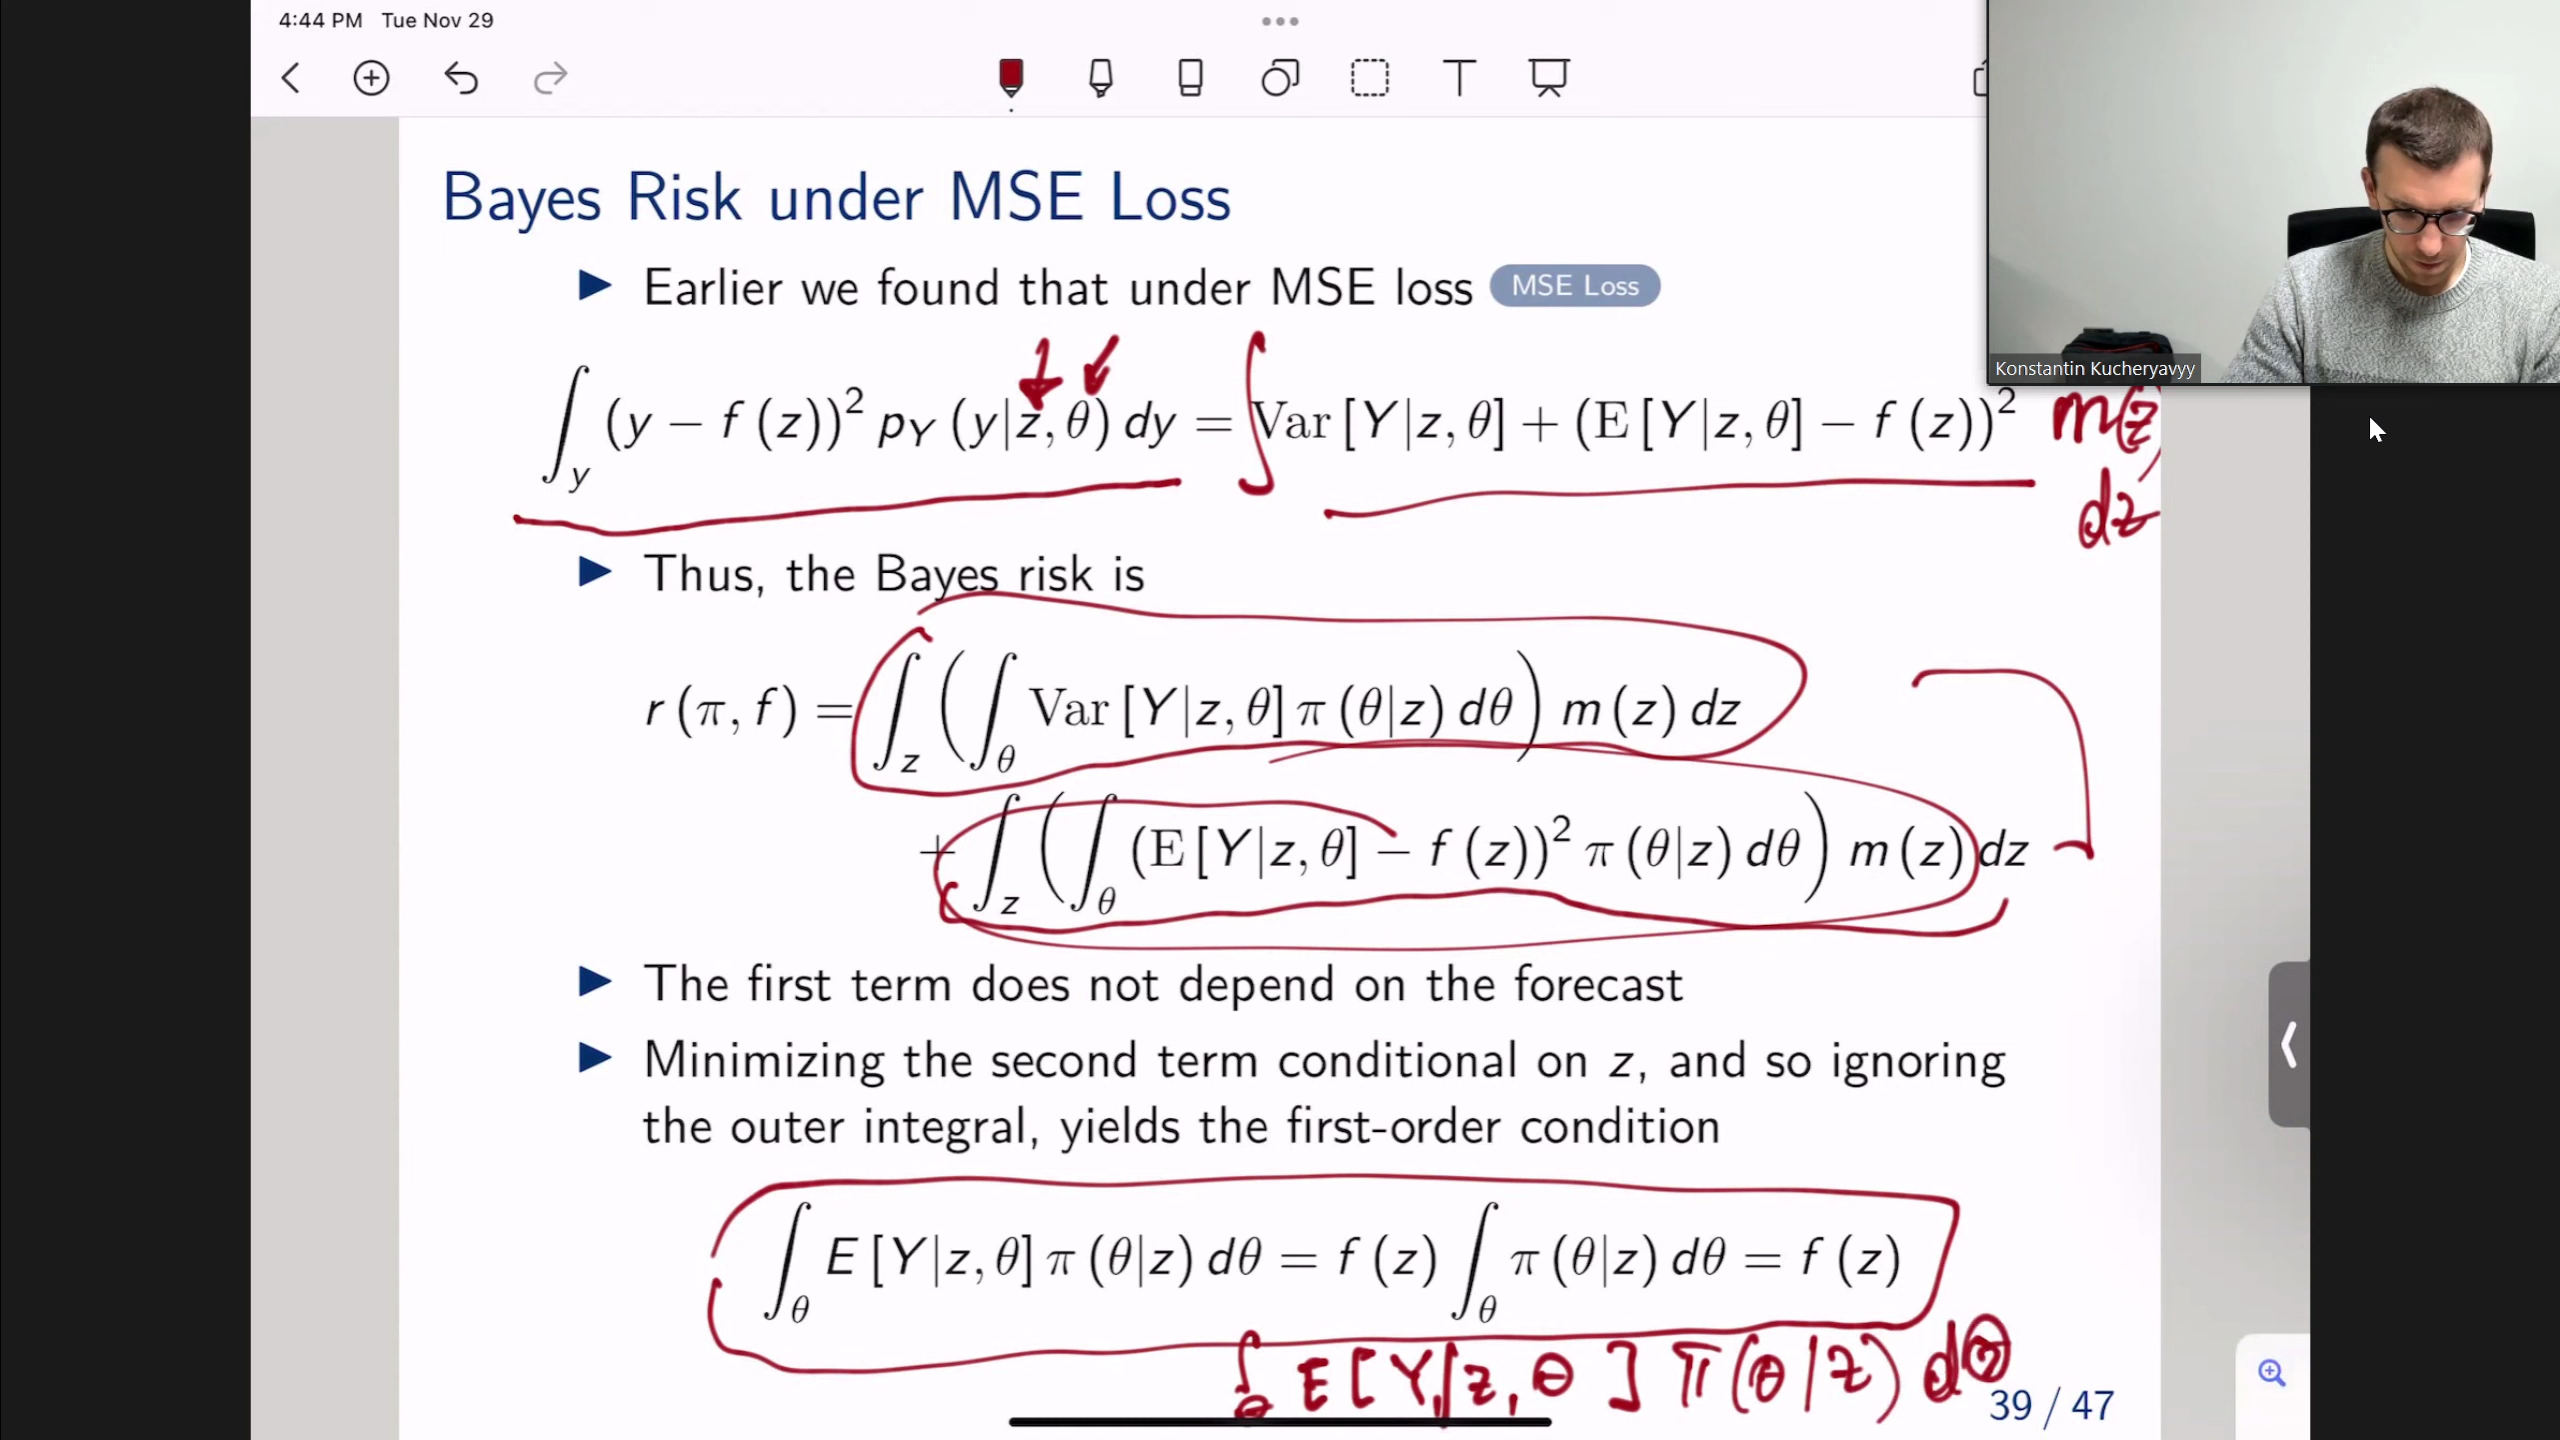 4:44 PM Tue Nov 29
Bayes Risk under MSE Loss
▶ Earlier we found that under MSE loss MSE Loss
∫_y (y − f (z))² p_Y (y|z, θ) dy = ∫ Var [Y|z, θ] + (E [Y|z, θ] − f (z))² m(z)
dz
Konstantin Kucheryavyy
▶ Thus, the Bayes risk is
r (π, f) = ∫_z (∫_θ Var [Y|z, θ] π (θ|z) dθ) m (z) dz
+ ∫_z (∫_θ (E [Y|z, θ] − f (z))² π (θ|z) dθ) m (z) dz
▶ The first term does not depend on the forecast
▶ Minimizing the second term conditional on z, and so ignoring
the outer integral, yields the first-order condition
∫_θ E [Y|z, θ] π (θ|z) dθ = f (z) ∫_θ π (θ|z) dθ = f (z)
∫_θ E [Y|z, θ] π(θ|z) dθ
39 / 47